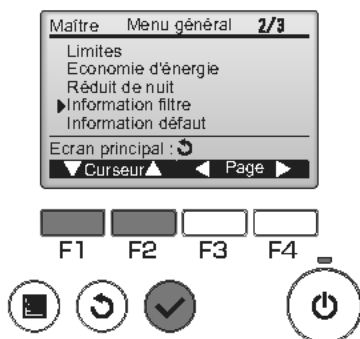 Maître Menu général 2/3
Limites
Economie d'énergie
Réduit de nuit
Information filtre
Information défaut
Ecran principal :
Curseur Page
F1 F2 F3 F4